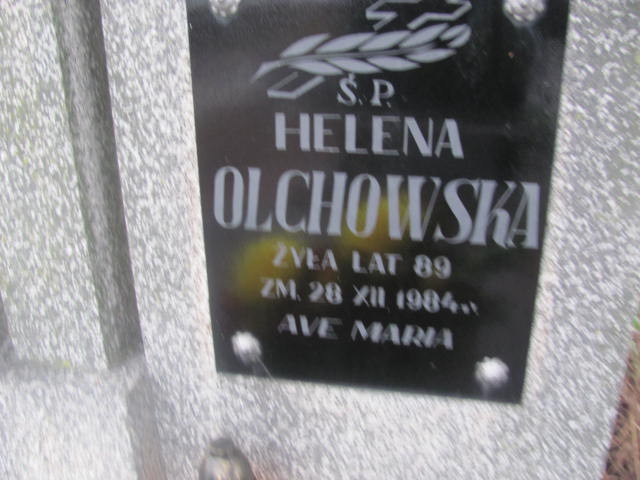 Ś.P.
HELENA
OLCHOWSKA
ŻYŁA LAT 89
ZM. 28 XII 1984 r.
AVE MARIA